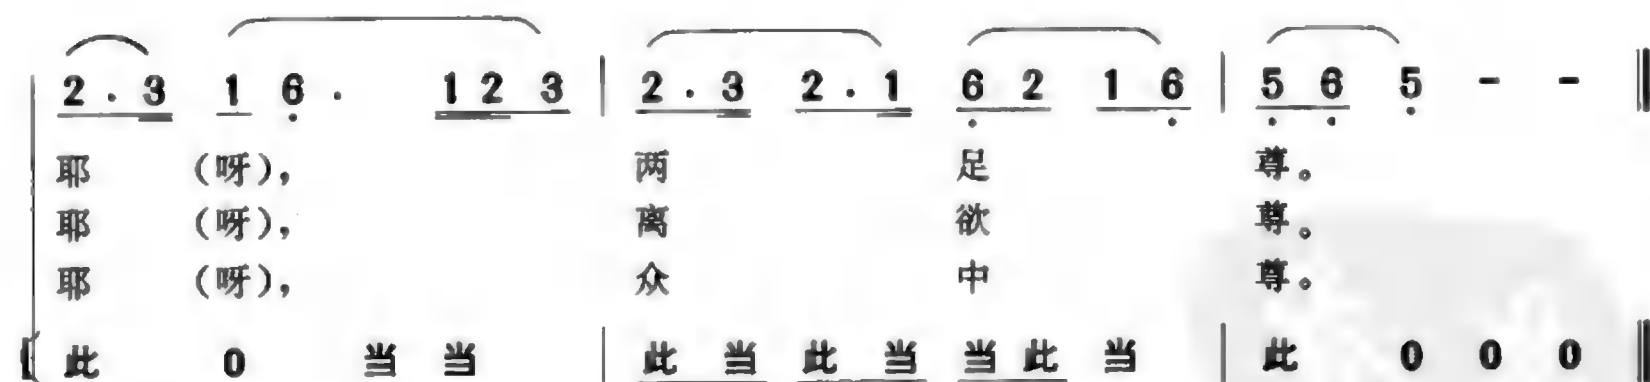 2 . 3 1 6 . 1 2 3 | 2 . 3 2 . 1 6 2 1 6 | 5 6 5 - - ‖
耶 (呀), 两 足 尊。
耶 (呀), 离 欲 尊。
耶 (呀), 众 中 尊。
此 0 当 当 | 此 当 此 当 当 此 当 | 此 0 0 0 ‖